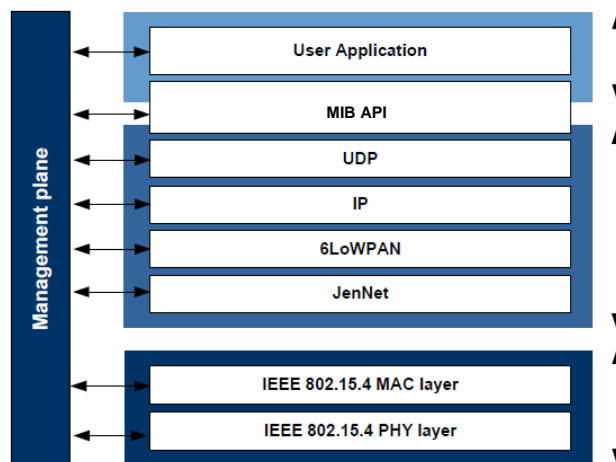 Management plane
User Application
MIB API
UDP
IP
6LoWPAN
JenNet
IEEE 802.15.4 MAC layer
IEEE 802.15.4 PHY layer